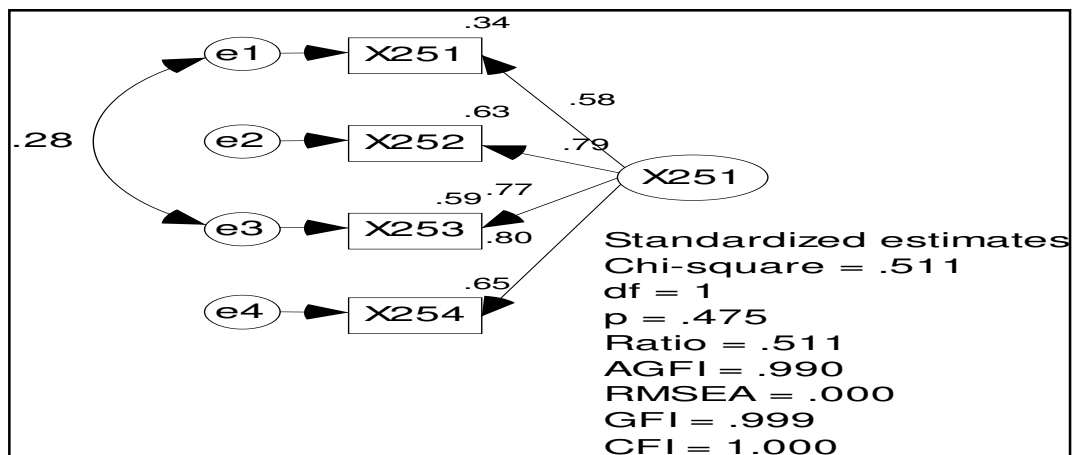 .34
e1
X251
.58
.63
.28
e2
X252
.79
X251
.59
.77
e3
X253
.80
.65
e4
X254
Standardized estimates
Chi-square = .511
df = 1
p = .475
Ratio = .511
AGFI = .990
RMSEA = .000
GFI = .999
CFI = 1.000